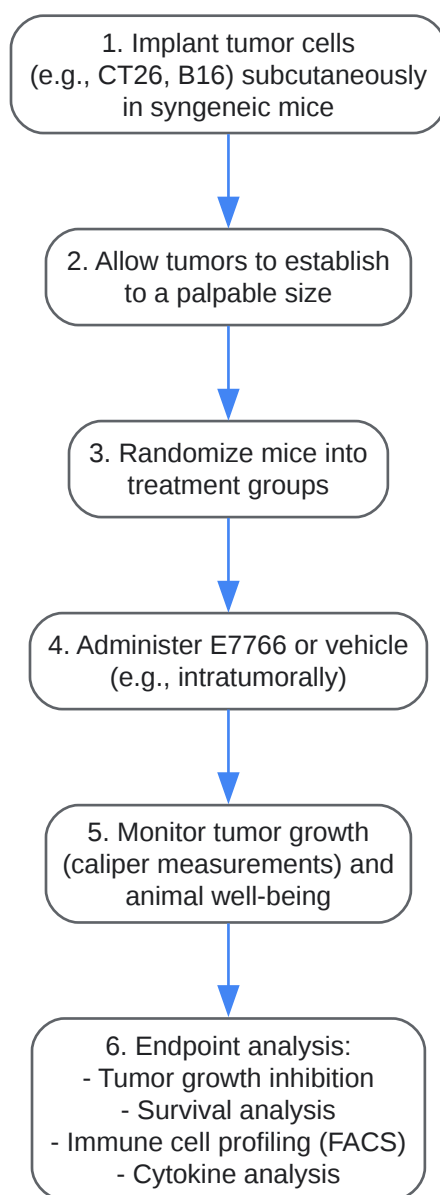 1. Implant tumor cells
(e.g., CT26, B16) subcutaneously
in syngeneic mice
2. Allow tumors to establish
to a palpable size
3. Randomize mice into
treatment groups
4. Administer E7766 or vehicle
(e.g., intratumorally)
5. Monitor tumor growth
(caliper measurements) and
animal well-being
6. Endpoint analysis:
- Tumor growth inhibition
- Survival analysis
- Immune cell profiling (FACS)
- Cytokine analysis